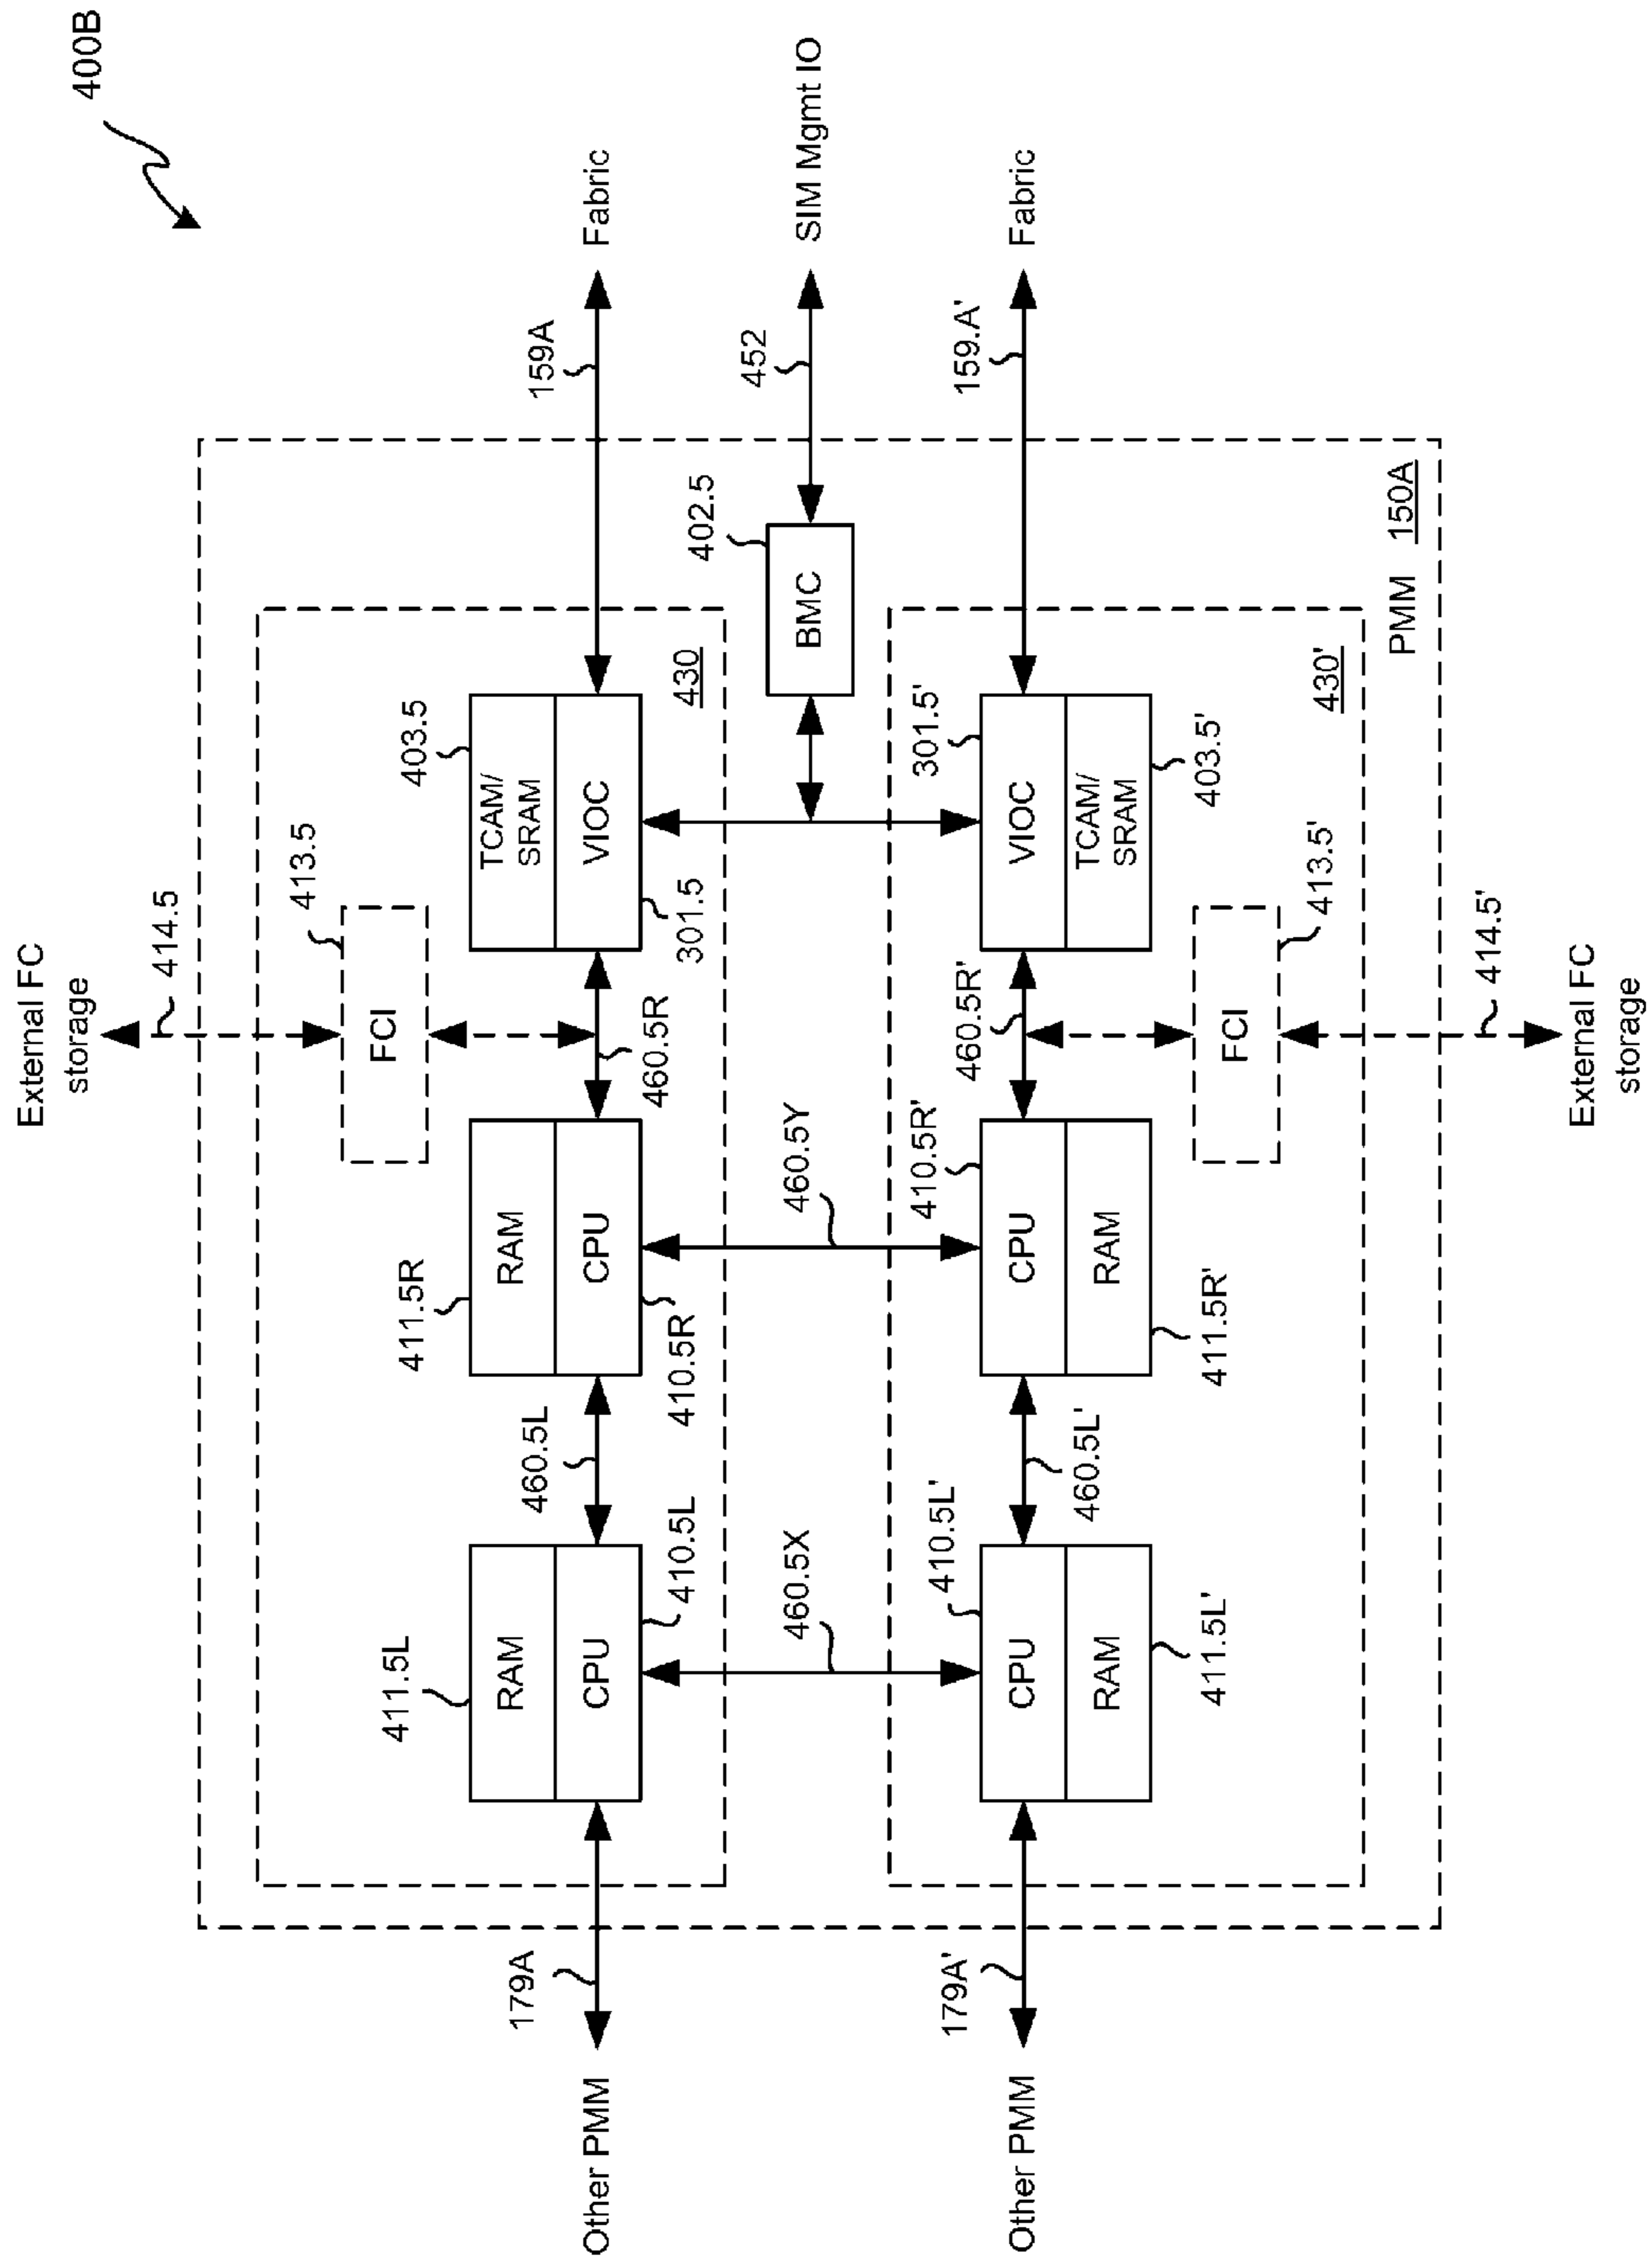 400B
External FC
storage
414.5
413.5
FCI
403.5
TCAM/
SRAM
VIOC
301.5
430
159A
Fabric
411.5R
RAM
CPU
410.5R
460.5R
460.5L
411.5L
RAM
CPU
410.5L
179A
Other PMM
460.5X
460.5Y
402.5
BMC
452
SIM Mgmt IO
410.5L'
CPU
RAM
411.5L'
179A'
Other PMM
460.5L'
410.5R'
CPU
RAM
411.5R'
460.5R'
301.5'
VIOC
TCAM/
SRAM
403.5'
159.A'
Fabric
430'
FCI
413.5'
PMM 150A
414.5'
External FC
storage